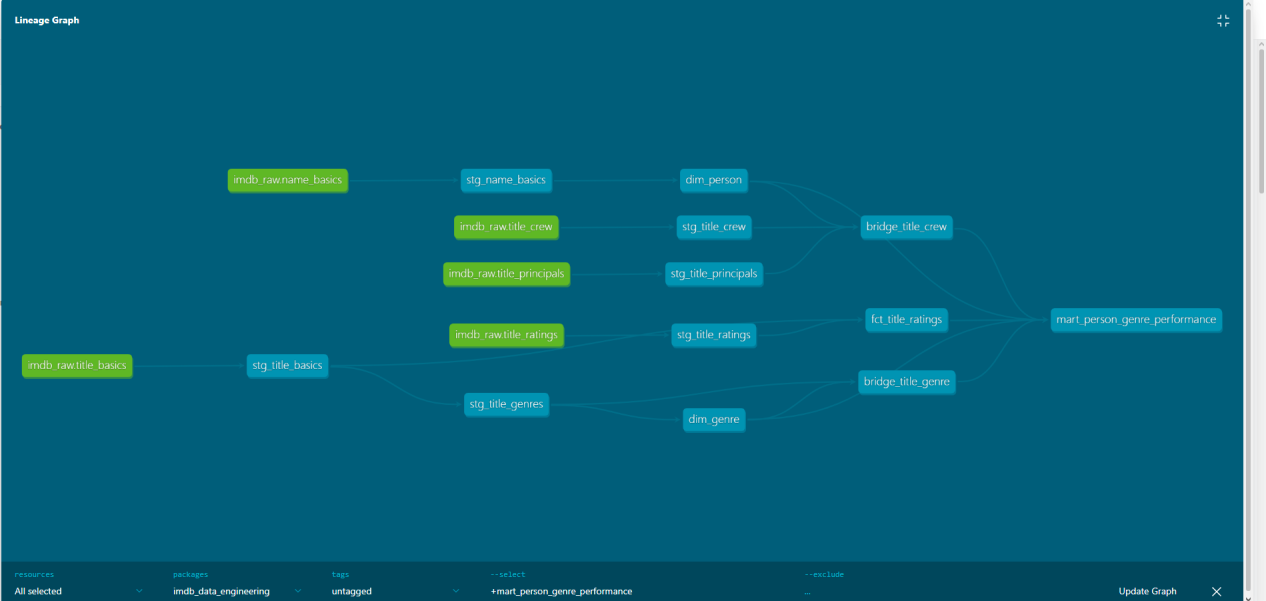 Lineage Graph
imdb_raw.name_basics
stg_name_basics
dim_person
imdb_raw.title_crew
stg_title_crew
bridge_title_crew
imdb_raw.title_principals
stg_title_principals
fct_title_ratings
mart_person_genre_performance
imdb_raw.title_ratings
stg_title_ratings
imdb_raw.title_basics
stg_title_basics
bridge_title_genre
stg_title_genres
dim_genre
resources
packages
tags
--select
--exclude
All selected
imdb_data_engineering
untagged
+mart_person_genre_performance
...
Update Graph